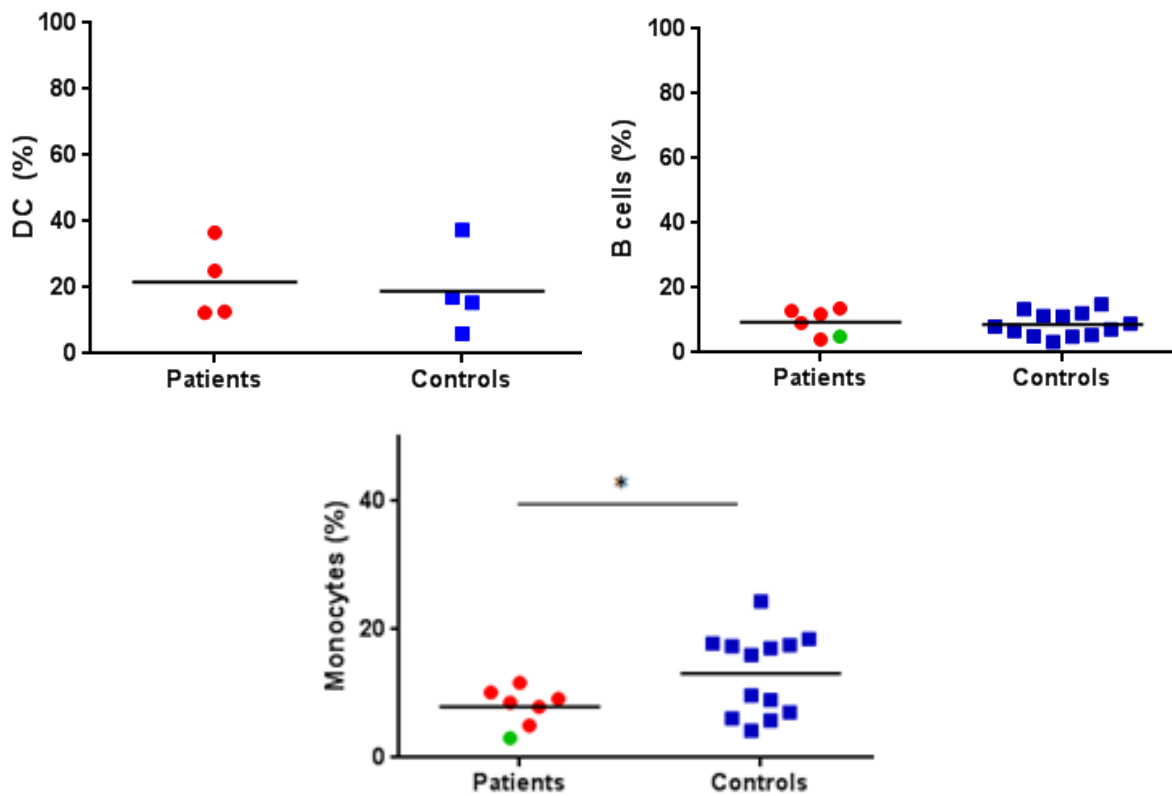 DC (%)
100
80
60
40
20
0
Patients
Controls
B cells (%)
100
80
60
40
20
0
Patients
Controls
Monocytes (%)
40
20
0
*
Patients
Controls